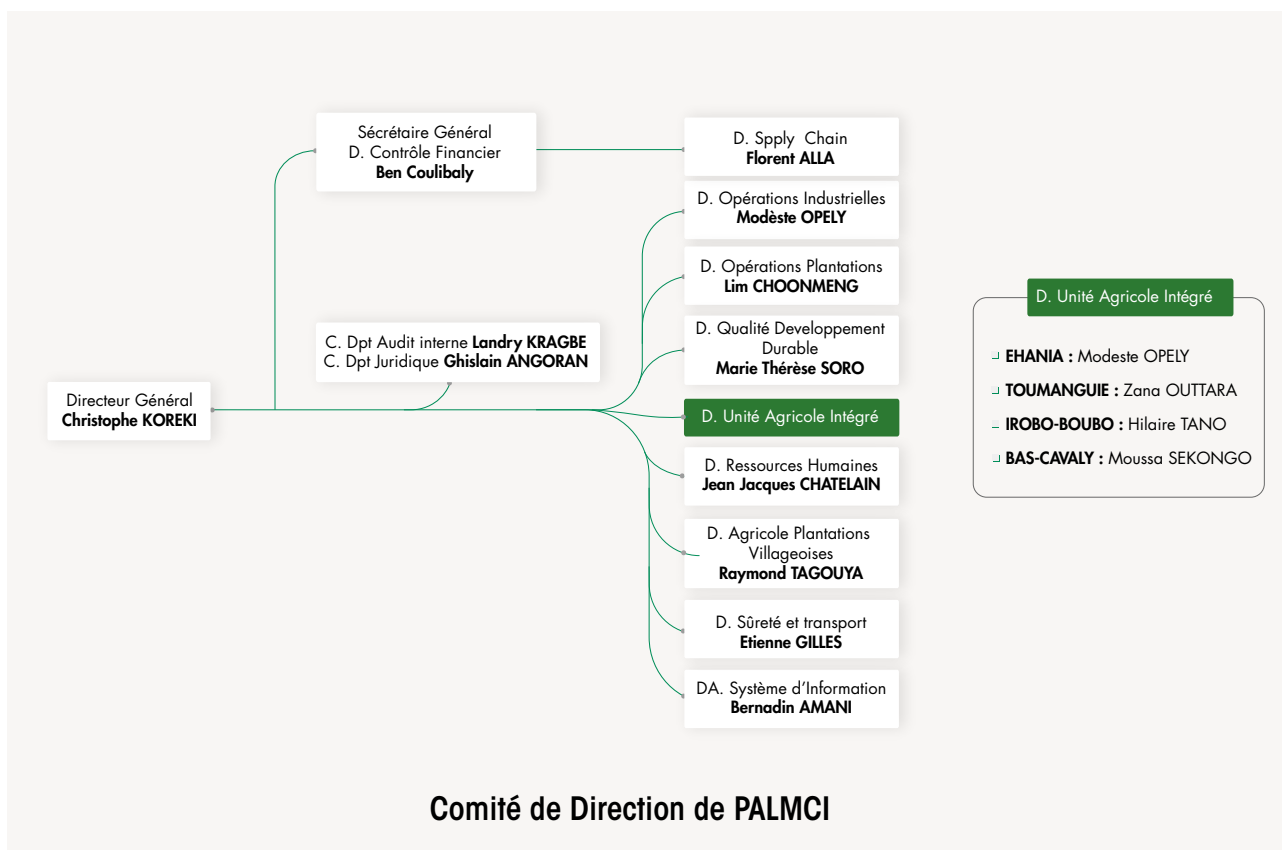 Sécrétaire Général
D. Contrôle Financier
Ben Coulibaly
D. Spply Chain
Florent ALLA
D. Opérations Industrielles
Modèste OPELY
D. Opérations Plantations
Lim CHOONMENG
D. Qualité Developpement
Durable
Marie Thérèse SORO
C. Dpt Audit interne Landry KRAGBE
C. Dpt Juridique Ghislain ANGORAN
Directeur Général
Christophe KOREKI
D. Unité Agricole Intégré
D. Ressources Humaines
Jean Jacques CHATELAIN
D. Agricole Plantations
Villageoises
Raymond TAGOUYA
D. Sûreté et transport
Etienne GILLES
DA. Système d'Information
Bernadin AMANI
D. Unité Agricole Intégré
EHANIA : Modeste OPELY
TOUMANGUIE : Zana OUTTARA
IROBO-BOUBO : Hilaire TANO
BAS-CAVALY : Moussa SEKONGO
Comité de Direction de PALMCI